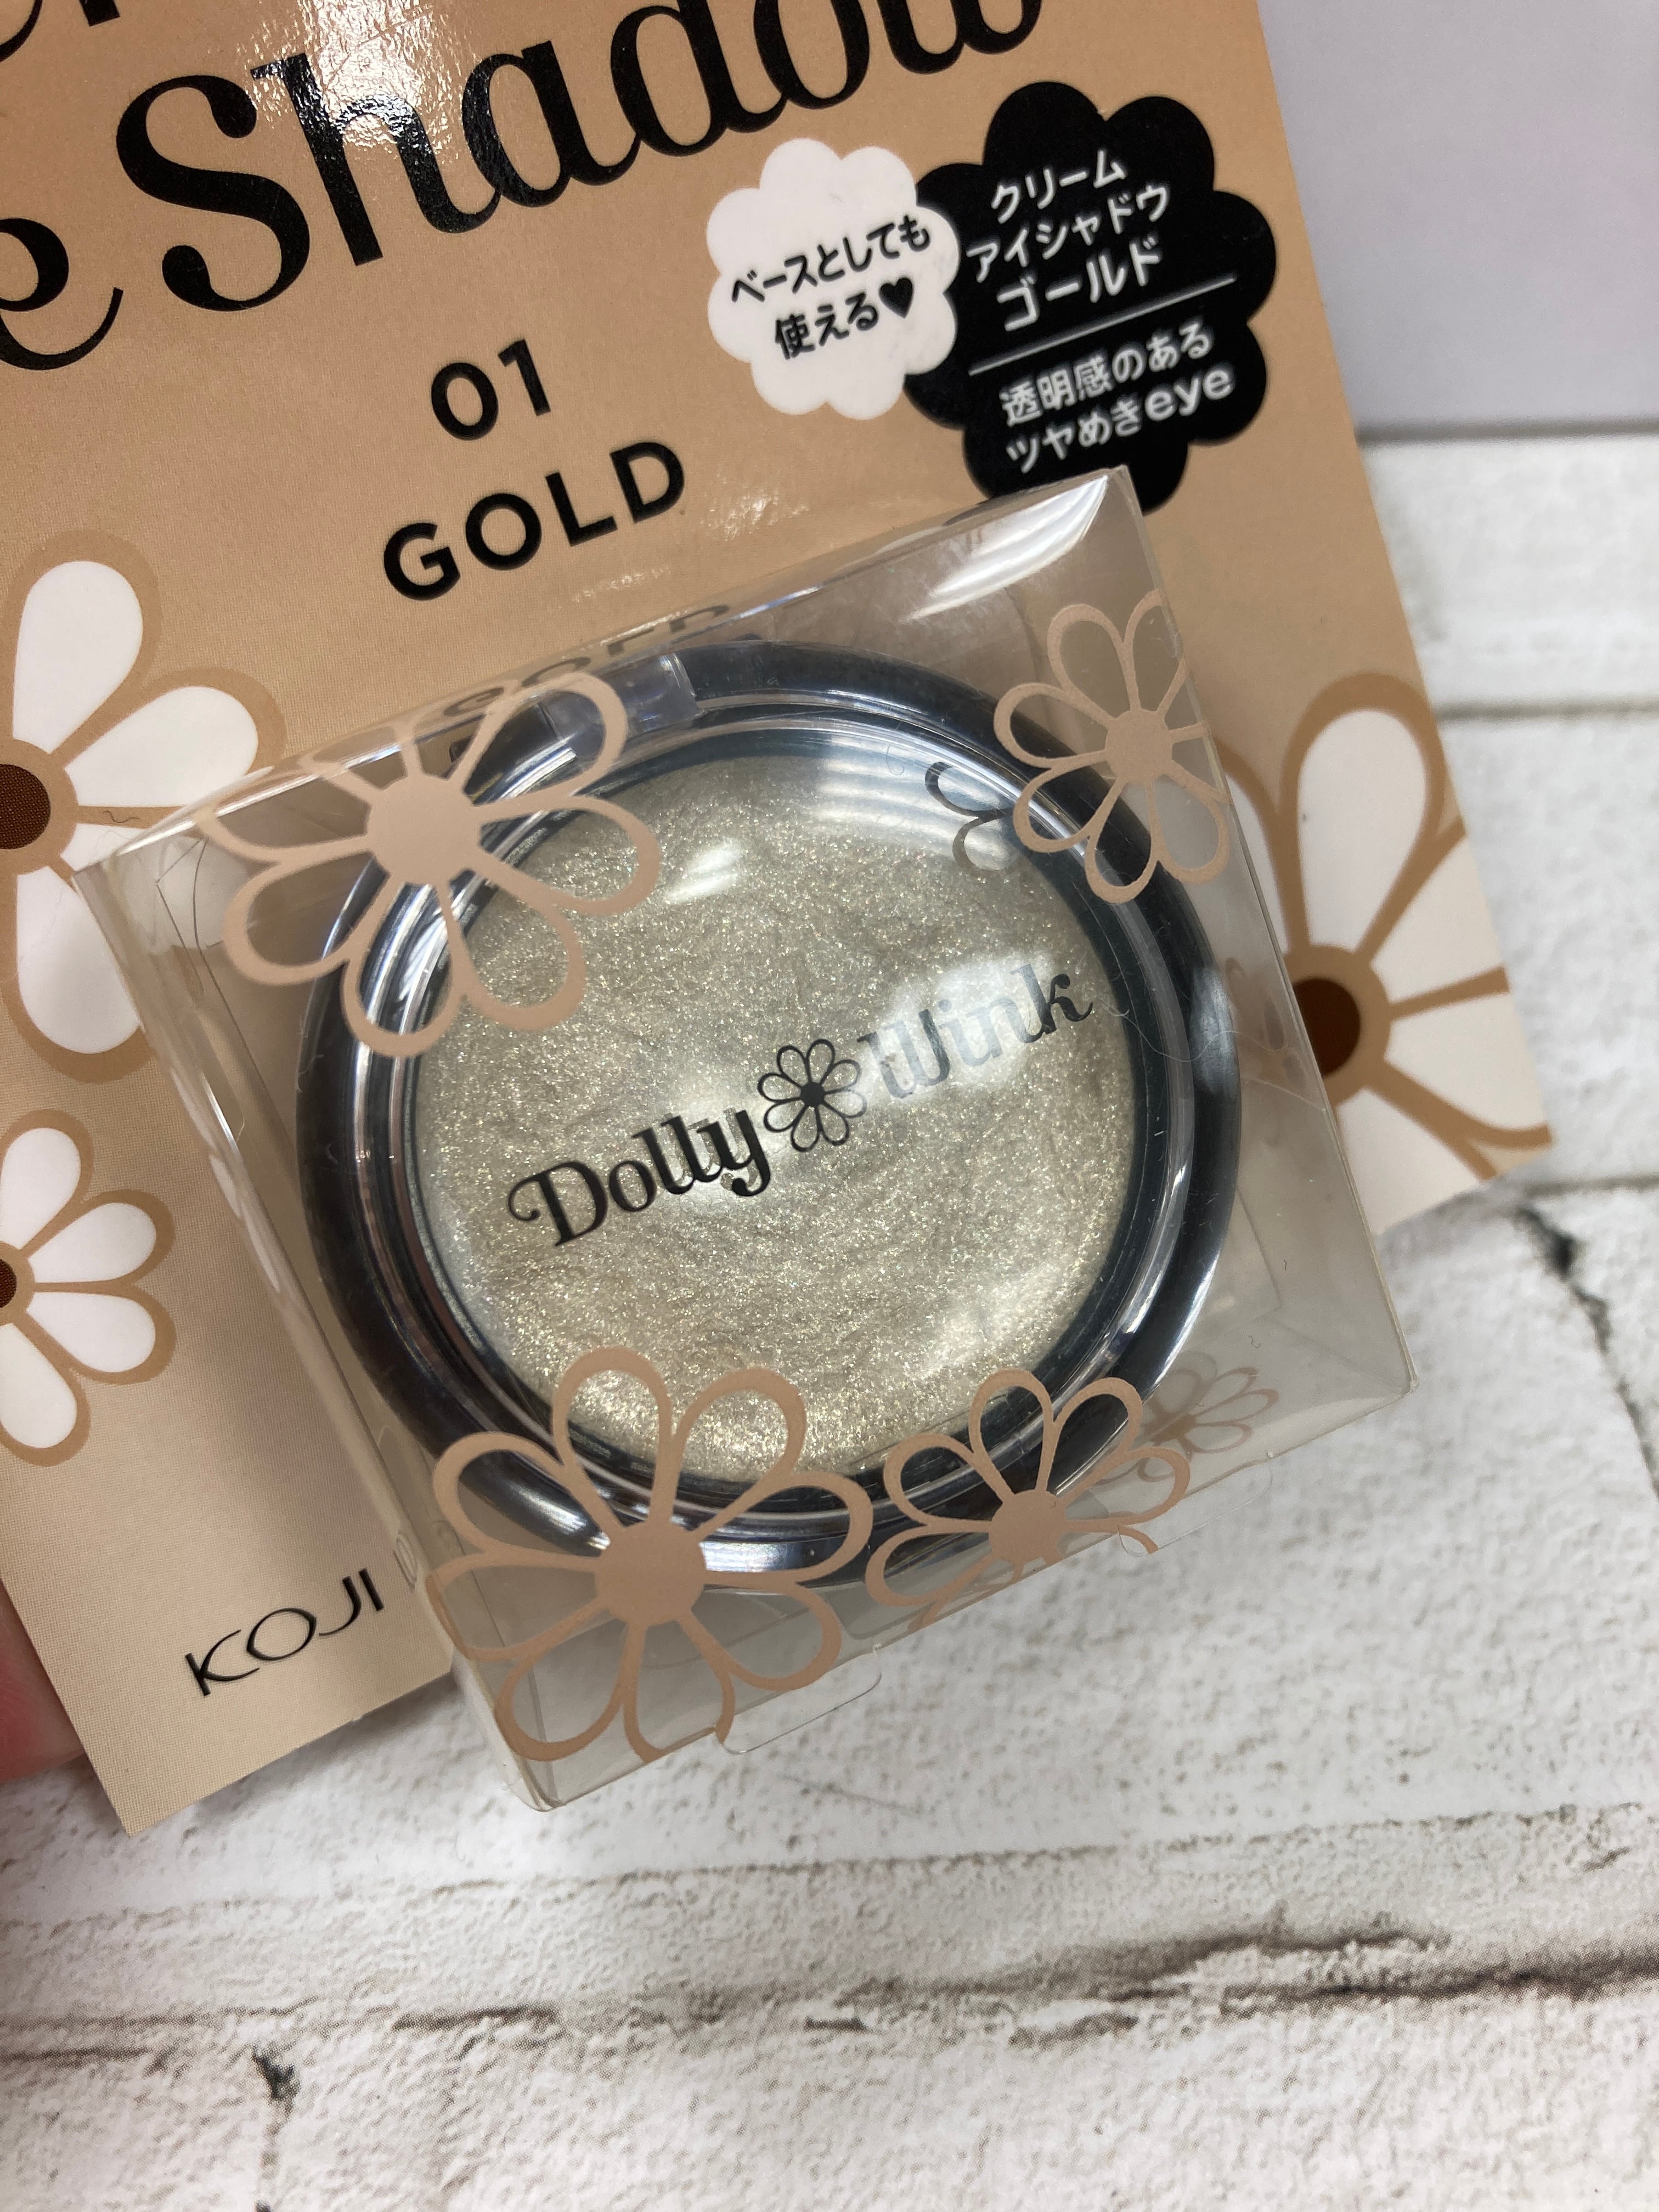 e Shadow
01
GOLD
ベースとしても
使える♥
クリーム
アイシャドウ
ゴールド
透明感のある
ツヤめきeye
Dolly Wink
KOJI